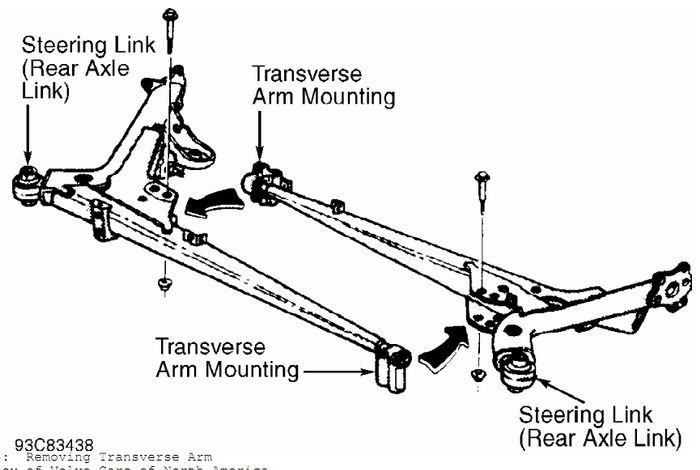 Steering Link
(Rear Axle
Link)
Transverse
Arm Mounting
Transverse
Arm Mounting
Steering Link
(Rear Axle Link)
93C83438
: Removing Transverse Arm
of Volvo Cars of North America